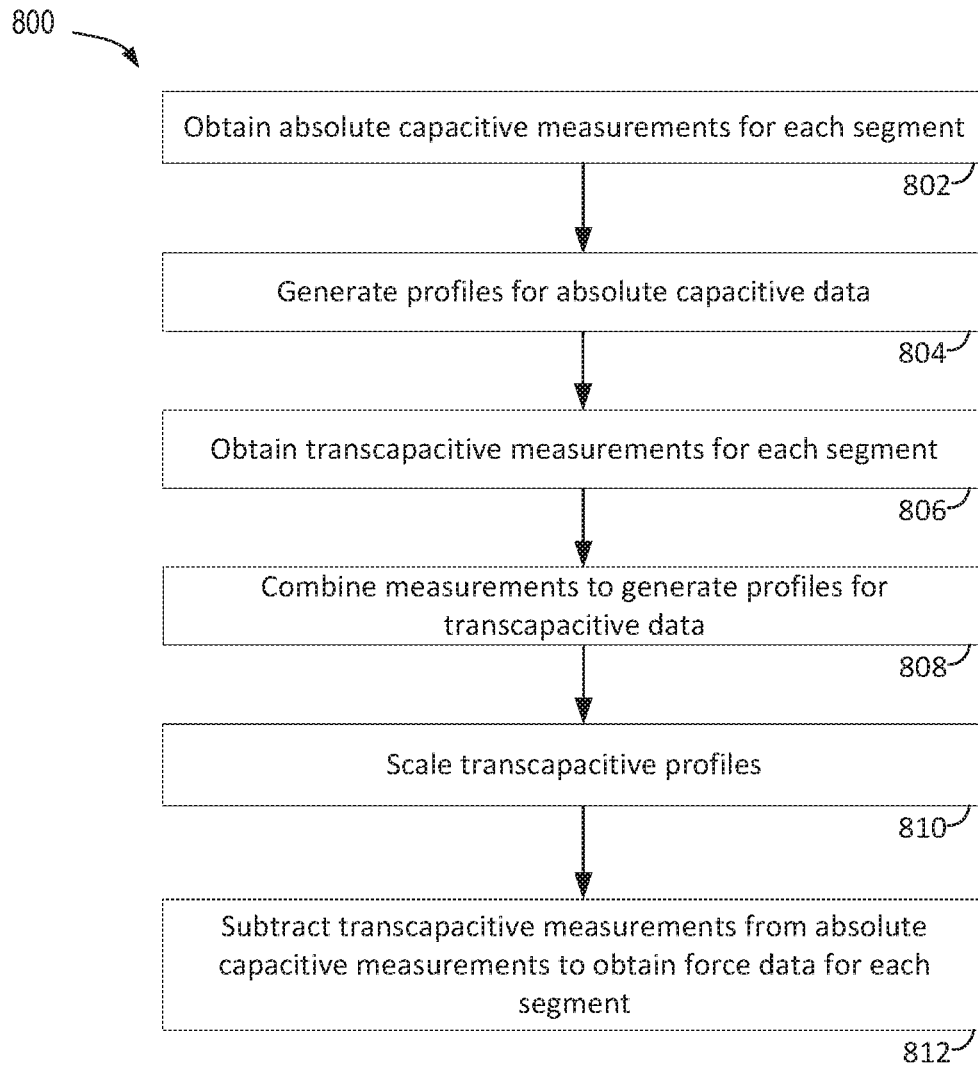 800
Obtain absolute capacitive measurements for each segment
802
Generate profiles for absolute capacitive data
804
Obtain transcapacitive measurements for each segment
806
Combine measurements to generate profiles for
transcapacitive data
808
Scale transcapacitive profiles
810
Subtract transcapacitive measurements from absolute
capacitive measurements to obtain force data for each
segment
812